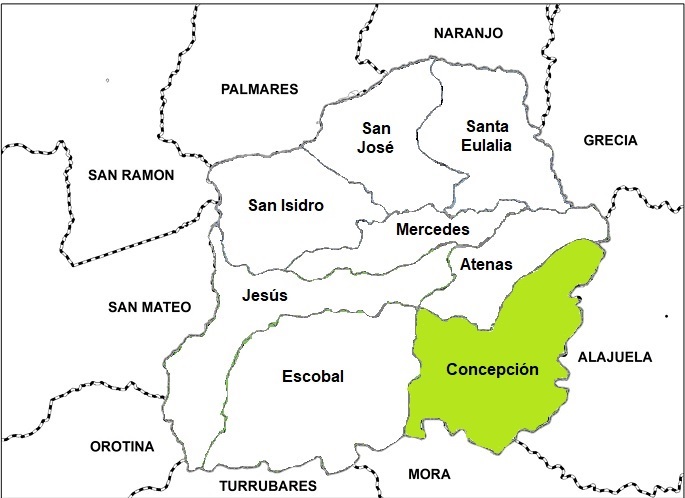 NARANJO
PALMARES
San
José
Santa
Eulalia
GRECIA
SAN RAMON
San Isidro
Mercedes
Atenas
Jesús
SAN MATEO
ALAJUELA
Concepción
Escobal
OROTINA
MORA
TURRUBARES